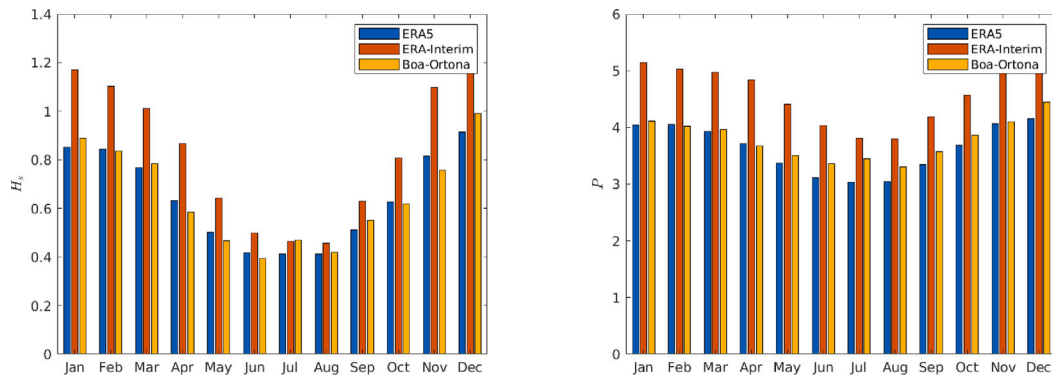 1.4
1.2
1
0.8
0.6
0.4
0.2
0
H_s
Jan Feb Mar Apr May Jun Jul Aug Sep Oct Nov Dec
ERA5
ERA-Interim
Boa-Ortona
6
5
4
3
2
1
0
P
Jan Feb Mar Apr May Jun Jul Aug Sep Oct Nov Dec
ERA5
ERA-Interim
Boa-Ortona